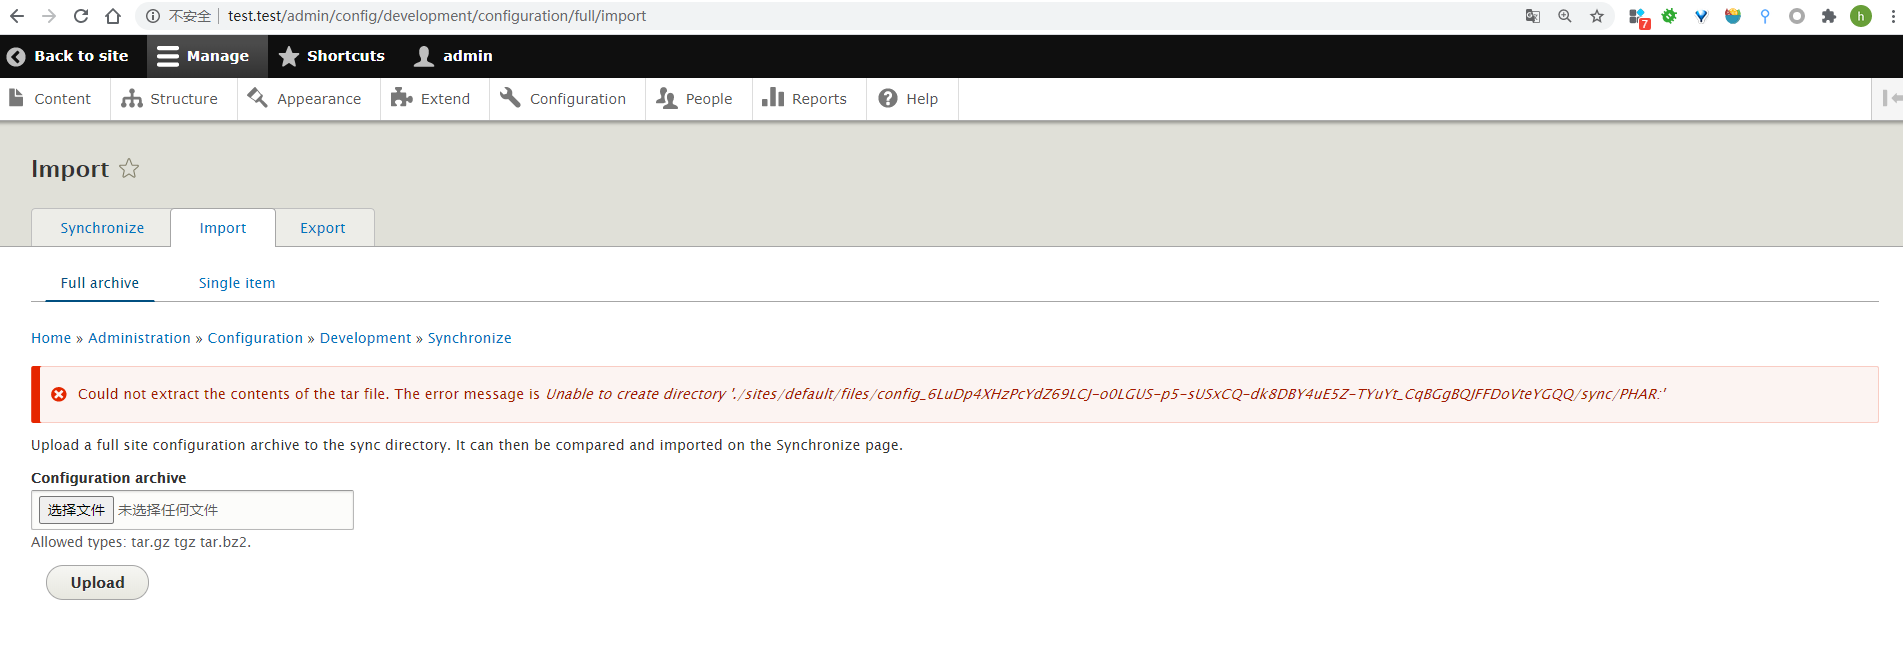 不安全 test.test/admin/config/development/configuration/full/import 7 h
Back to site Manage Shortcuts admin
Content Structure Appearance Extend Configuration People Reports Help
Import
Synchronize Import Export
Full archive Single item
Home » Administration » Configuration » Development » Synchronize
Could not extract the contents of the tar file. The error message is Unable to create directory './sites/default/files/config_6LuDp4XHzPcYdZ69LCJ-o0LGUS-p5-sUSxCQ-dk8DBY4uE5Z-TYuYt_CqBGgBQJFFDoVteYGQQ/sync/PHAR:'
Upload a full site configuration archive to the sync directory. It can then be compared and imported on the Synchronize page.
Configuration archive
选择文件 未选择任何文件
Allowed types: tar.gz tgz tar.bz2.
Upload